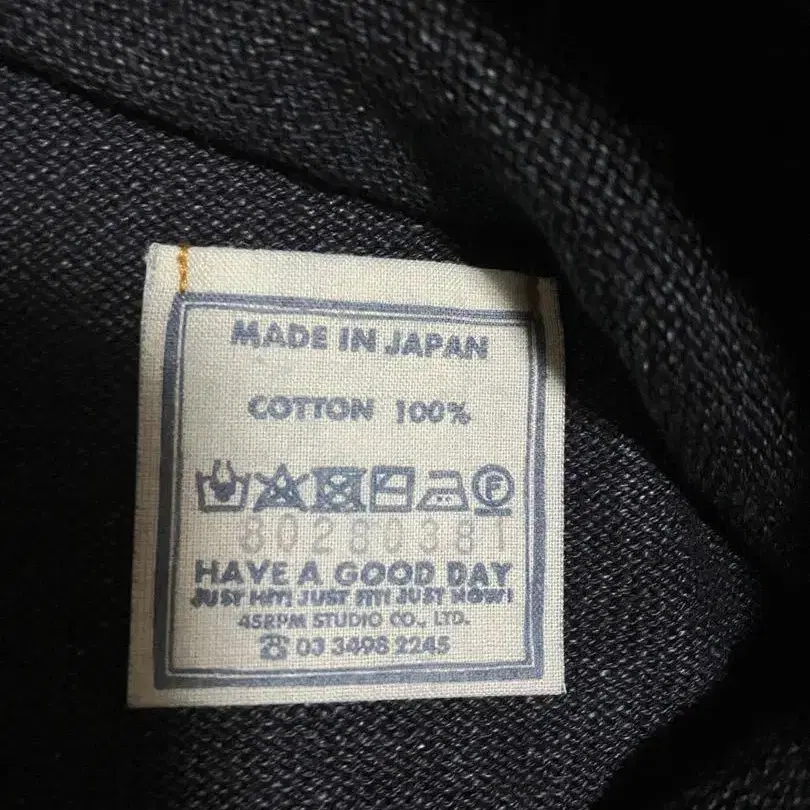 MADE IN JAPAN
COTTON 100%
F
80280381
HAVE A GOOD DAY
JUST HIT! JUST FIT! JUST NOW!
45RPM STUDIO CO., LTD.
☎ 03 3498 2245